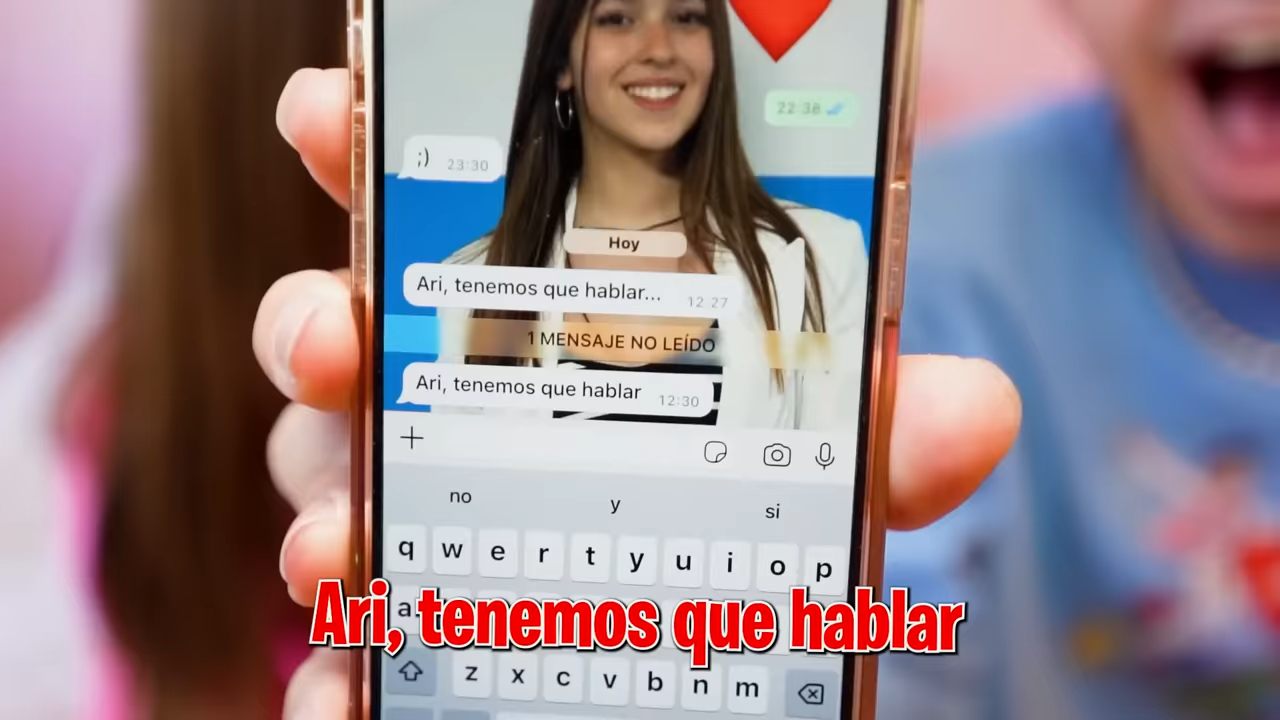 22:38
;) 23:30
Hoy
Ari, tenemos que hablar... 12 27
1 MENSAJE NO LEÍDO
Ari, tenemos que hablar 12:30
no y si
q w e r t y u i o p
a
Ari, tenemos que hablar
z x c v b n m